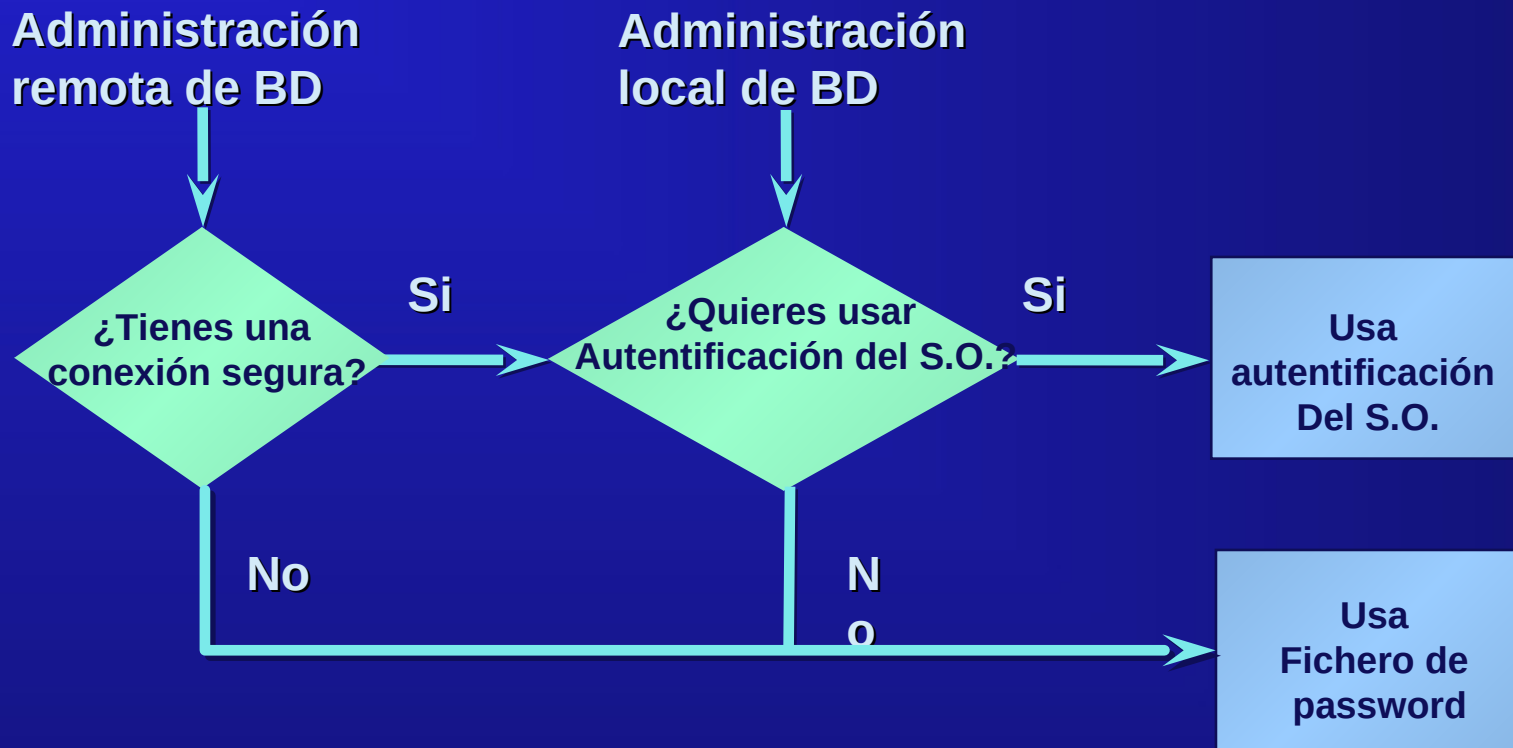 Administración
remota de BD
Administración
local de BD
¿Tienes una
conexión segura?
Si
¿Quieres usar
Autentificación del S.O.?
Si
Usa
autentificación
Del S.O.
No
N
o
Usa
Fichero de
password